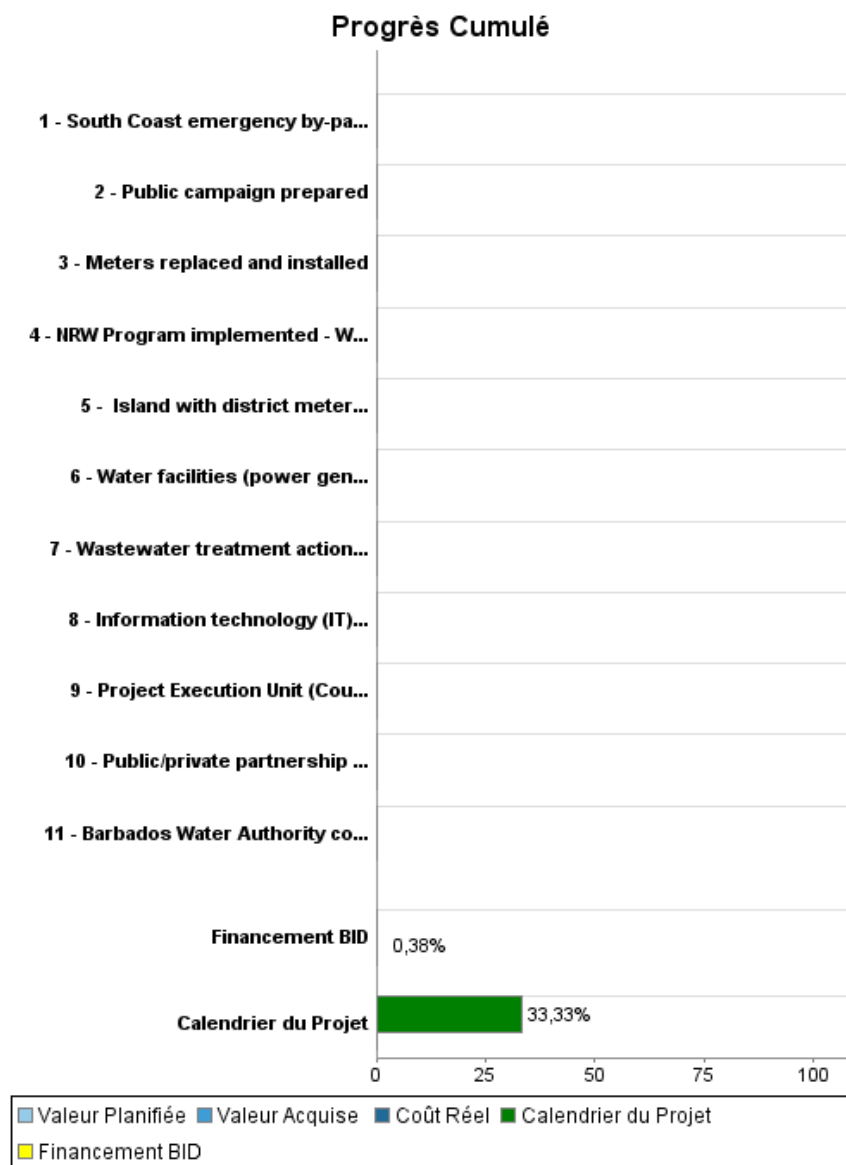 Progrès Cumulé
1 - South Coast emergency by-pa...
2 - Public campaign prepared
3 - Meters replaced and installed
4 - NRW Program implemented - W...
5 -  Island with district meter...
6 - Water facilities (power gen...
7 - Wastewater treatment action...
8 - Information technology (IT)...
9 - Project Execution Unit (Cou...
10 - Public/private partnership ...
11 - Barbados Water Authority co...
Financement BID
0,38%
Calendrier du Projet
33,33%
0 25 50 75 100
Valeur Planifiée Valeur Acquise Coût Réel Calendrier du Projet
Financement BID